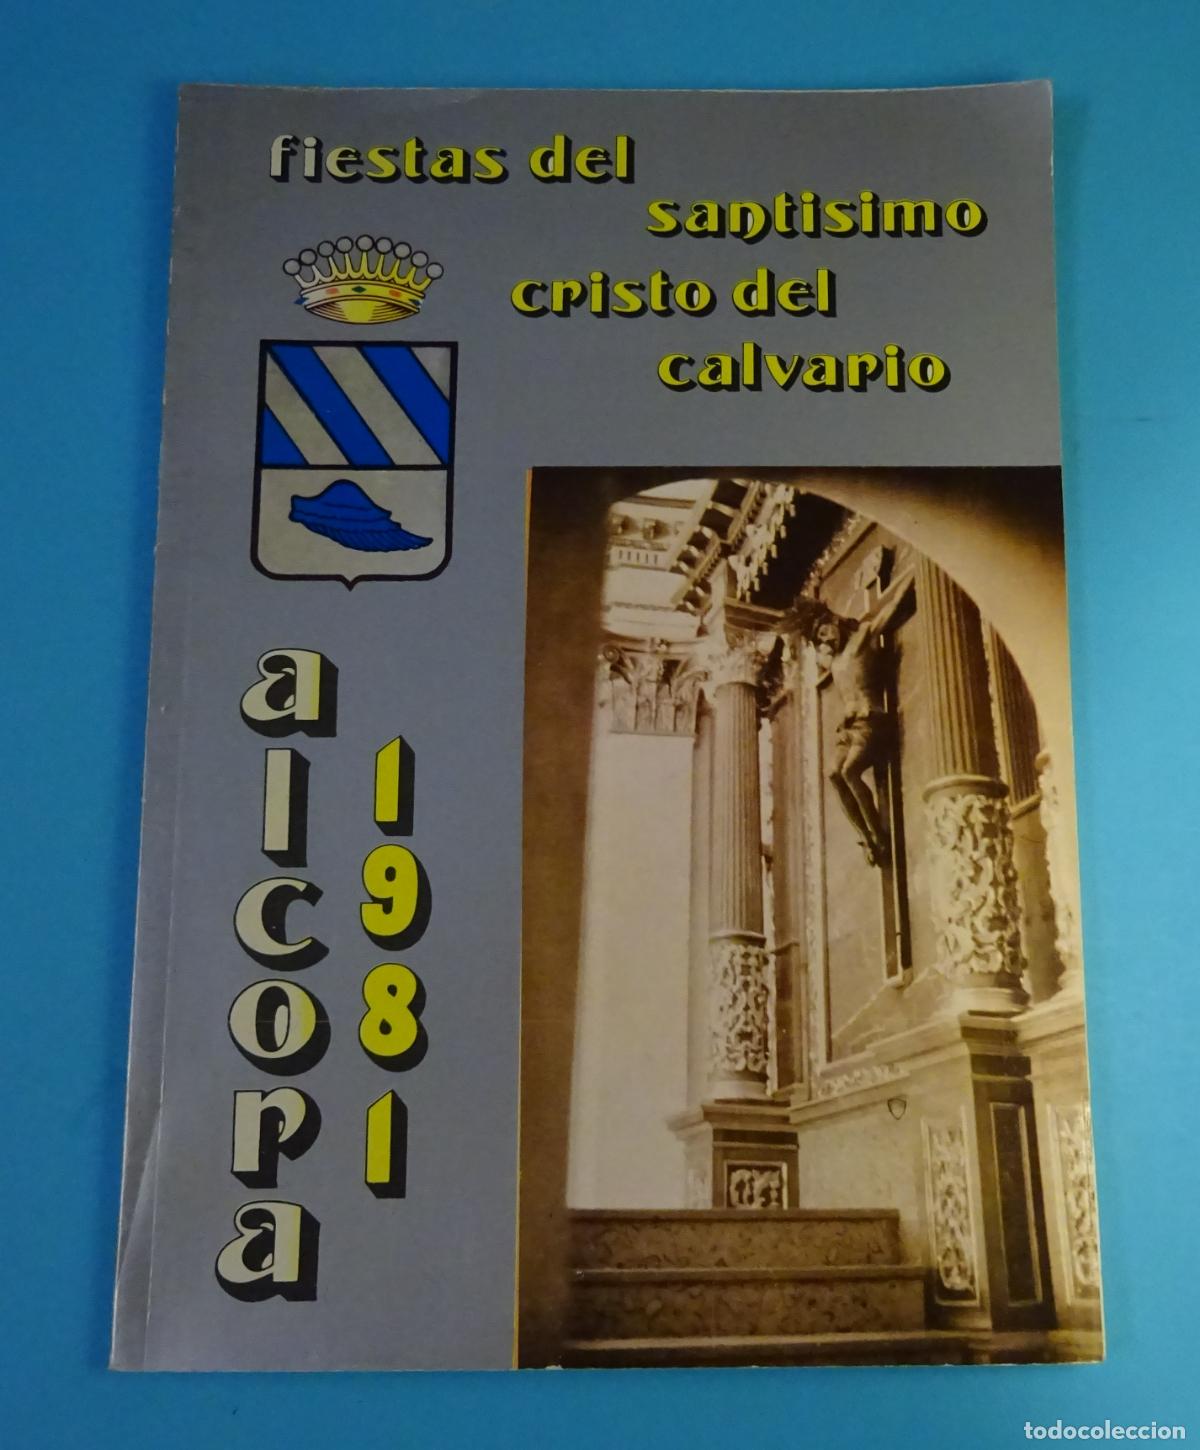 fiestas del
santisimo
cristo del
calvario
alcora
1981
todocoleccion